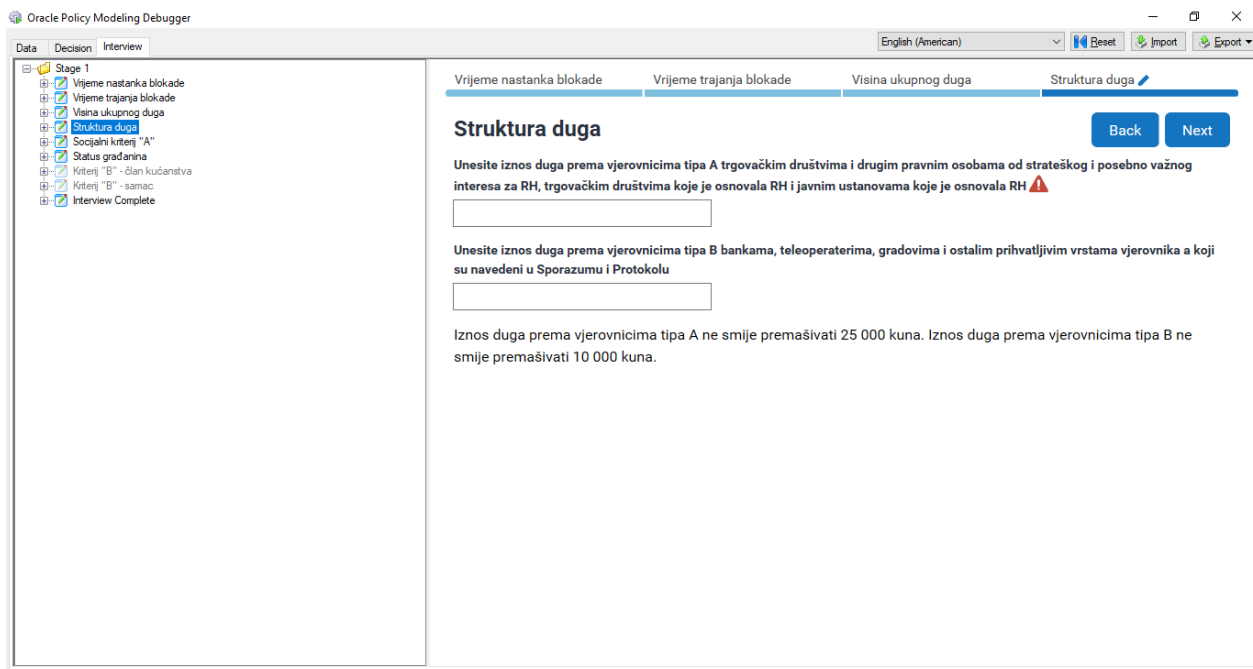 Oracle Policy Modeling Debugger
Data Decision Interview
English (American) Reset Import Export
Stage 1
Vrijeme nastanka blokade
Vrijeme trajanja blokade
Visina ukupnog duga
Struktura duga
Socijalni kriterij "A"
Status građanina
Kriterij "B" - član kućanstva
Kriterij "B" - samac
Interview Complete
Vrijeme nastanka blokade Vrijeme trajanja blokade Visina ukupnog duga Struktura duga
Struktura duga
Back Next
Unesite iznos duga prema vjerovnicima tipa A trgovačkim društvima i drugim pravnim osobama od strateškog i posebno važnog
interesa za RH, trgovačkim društvima koje je osnovala RH i javnim ustanovama koje je osnovala RH
Unesite iznos duga prema vjerovnicima tipa B bankama, teleoperaterima, gradovima i ostalim prihvatljivim vrstama vjerovnika a koji
su navedeni u Sporazumu i Protokolu
Iznos duga prema vjerovnicima tipa A ne smije premašivati 25 000 kuna. Iznos duga prema vjerovnicima tipa B ne
smije premašivati 10 000 kuna.